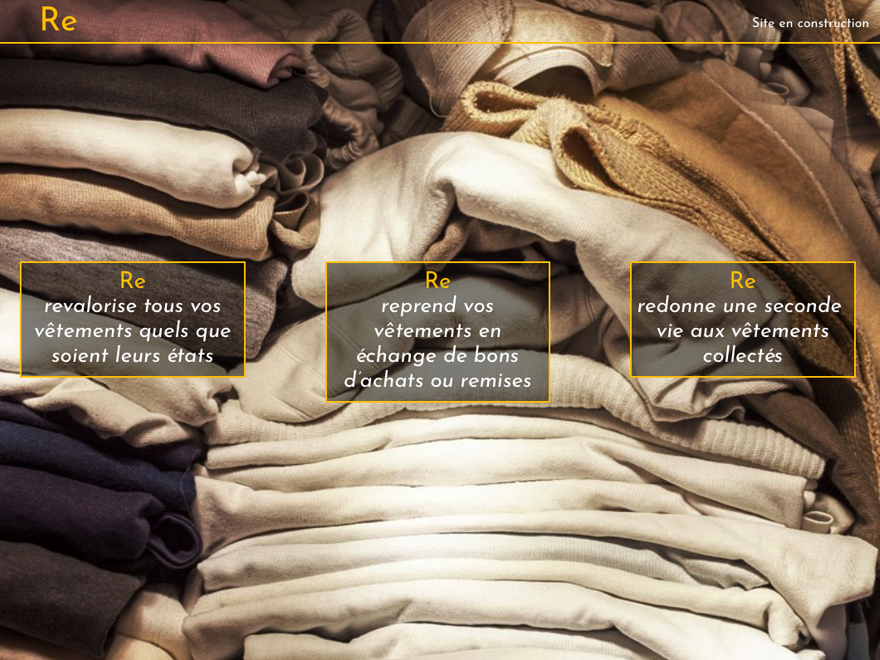 Re
Site en construction
Re
revalorise tous vos
vêtements quels que
soient leurs états
Re
reprend vos
vêtements en
échange de bons
d'achats ou remises
Re
redonne une seconde
vie aux vêtements
collectés